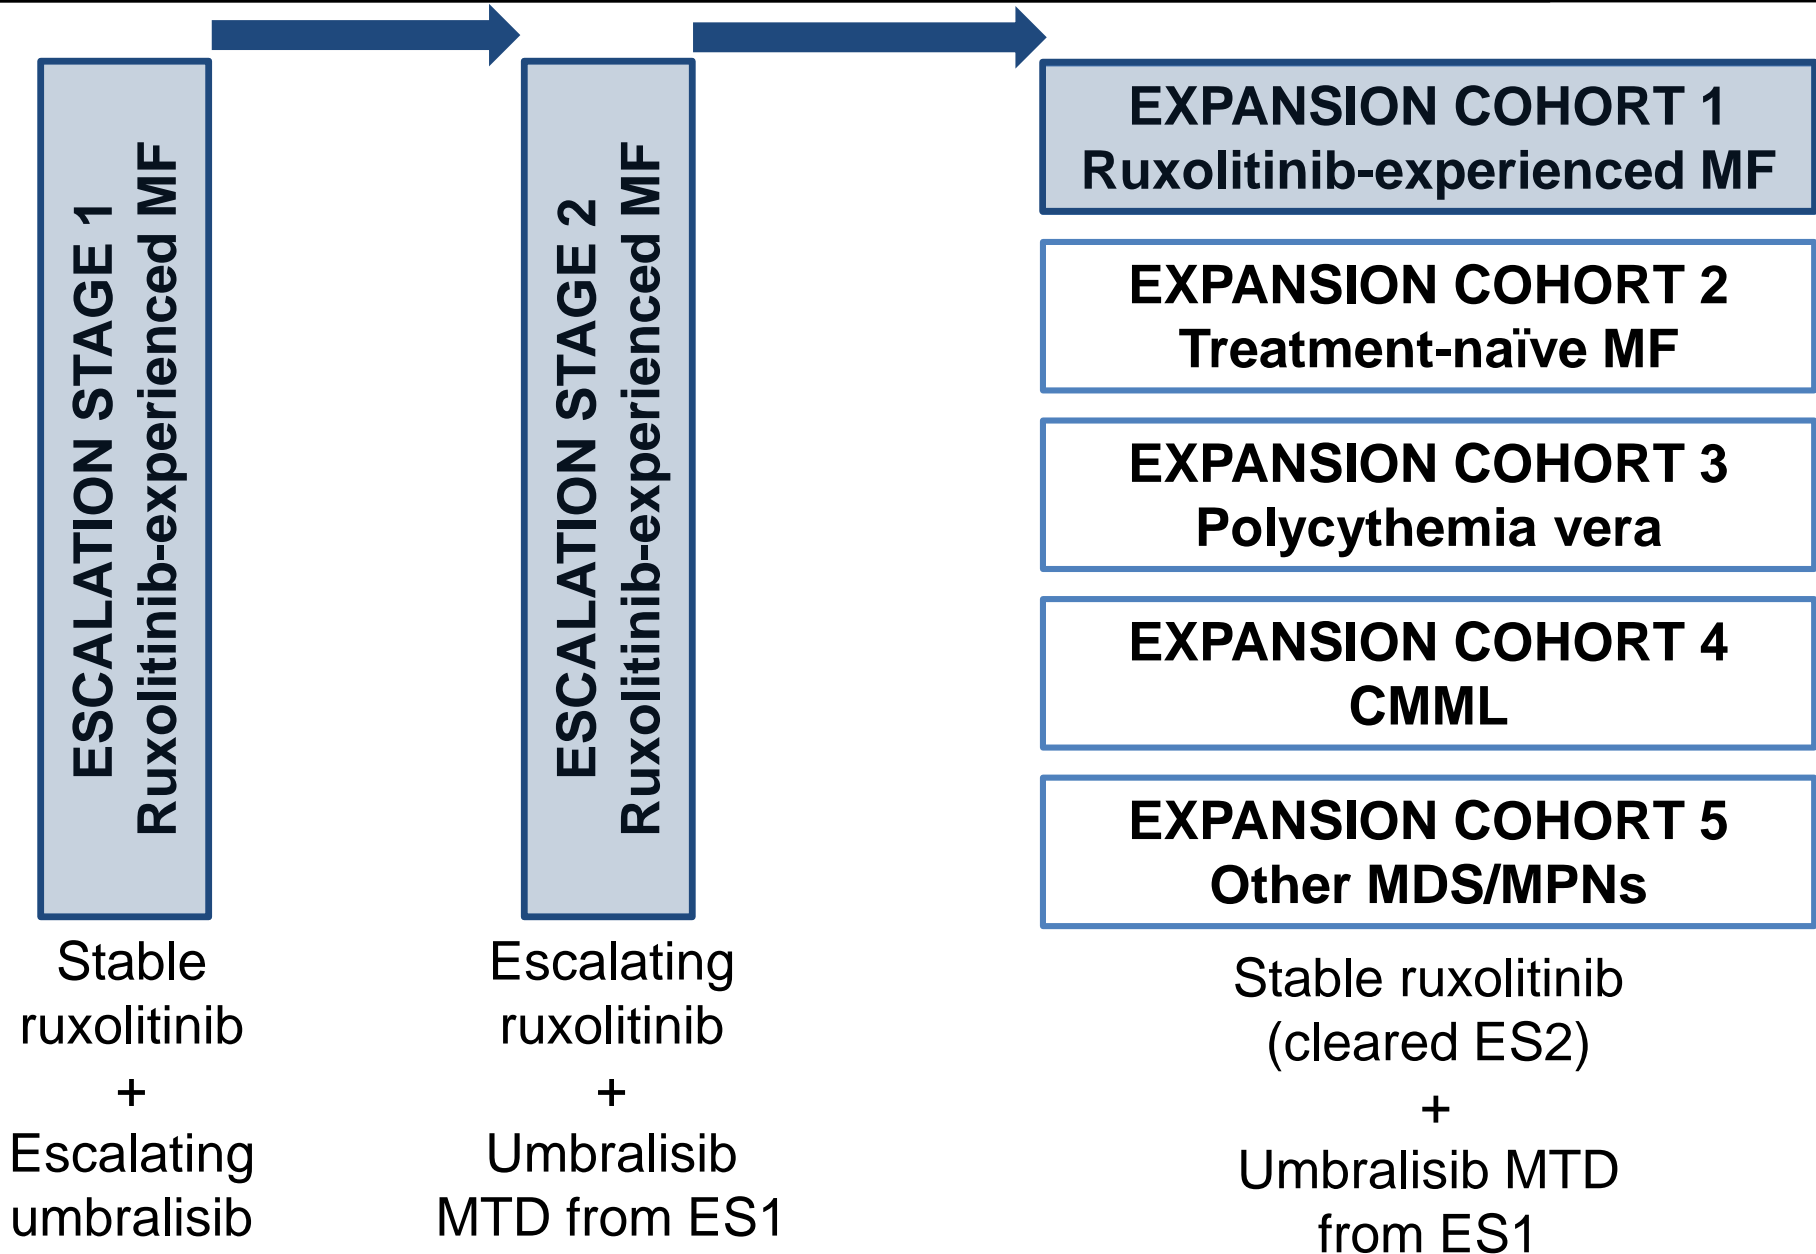 ESCALATION STAGE 1
Ruxolitinib-experienced MF
Stable
ruxolitinib
+
Escalating
umbralisib
ESCALATION STAGE 2
Ruxolitinib-experienced MF
Escalating
ruxolitinib
+
Umbralisib
MTD from ES1
EXPANSION COHORT 1
Ruxolitinib-experienced MF
EXPANSION COHORT 2
Treatment-naïve MF
EXPANSION COHORT 3
Polycythemia vera
EXPANSION COHORT 4
CMML
EXPANSION COHORT 5
Other MDS/MPNs
Stable ruxolitinib
(cleared ES2)
+
Umbralisib MTD
from ES1